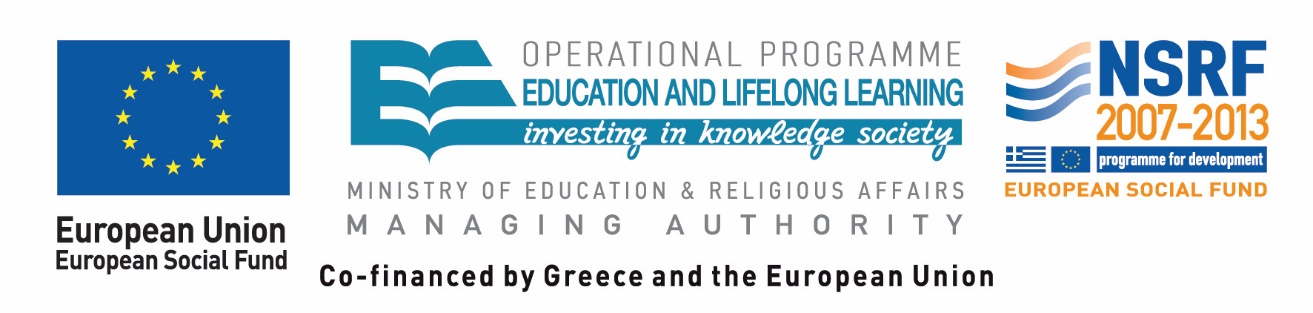 European Union
European Social Fund
OPERATIONAL PROGRAMME
EDUCATION AND LIFELONG LEARNING
investing in knowledge society
MINISTRY OF EDUCATION & RELIGIOUS AFFAIRS
MANAGING AUTHORITY
Co-financed by Greece and the European Union
NSRF
2007-2013
programme for development
EUROPEAN SOCIAL FUND